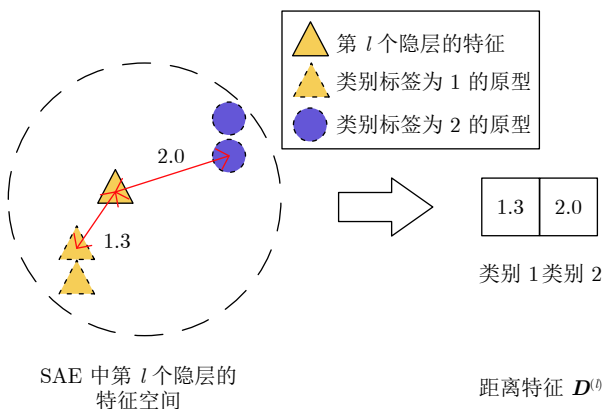 第 l 个隐层的特征
类别标签为 1 的原型
类别标签为 2 的原型
2.0
1.3
1.3 2.0
类别 1 类别 2
SAE 中第 l 个隐层的
特征空间
距离特征 D^(l)